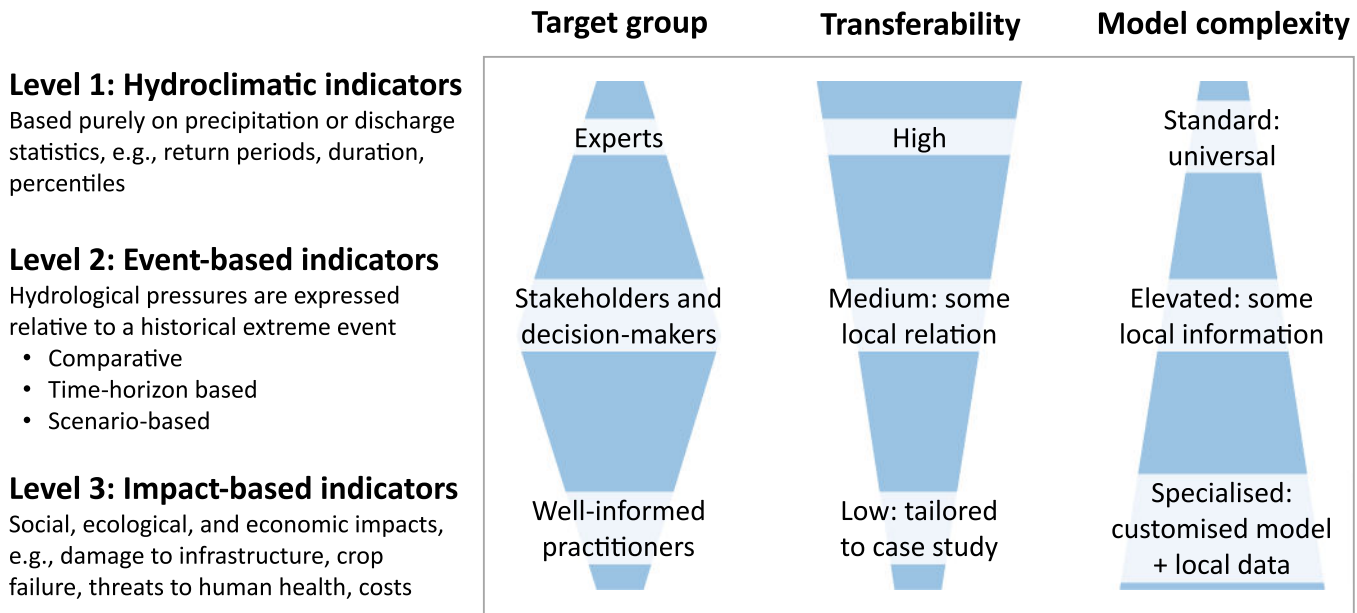 Target group
Transferability
Model complexity
Level 1: Hydroclimatic indicators
Based purely on precipitation or discharge
statistics, e.g., return periods, duration,
percentiles
Experts
High
Standard:
universal
Level 2: Event-based indicators
Hydrological pressures are expressed
relative to a historical extreme event
• Comparative
• Time-horizon based
• Scenario-based
Stakeholders and
decision-makers
Medium: some
local relation
Elevated: some
local information
Level 3: Impact-based indicators
Social, ecological, and economic impacts,
e.g., damage to infrastructure, crop
failure, threats to human health, costs
Well-informed
practitioners
Low: tailored
to case study
Specialised:
customised model
+ local data